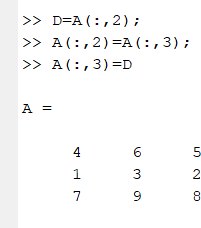 >> D=A(:,2);
>> A(:,2)=A(:,3);
>> A(:,3)=D
A =
4 6 5
1 3 2
7 9 8